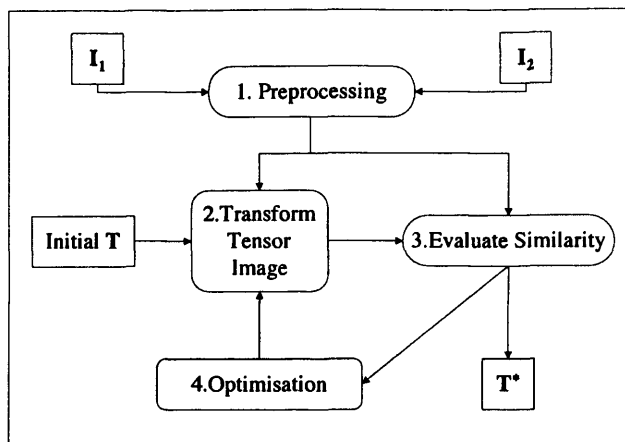 I₁
I₂
1. Preprocessing
2.Transform
Tensor
Image
Initial T
3.Evaluate Similarity
4.Optimisation
T*